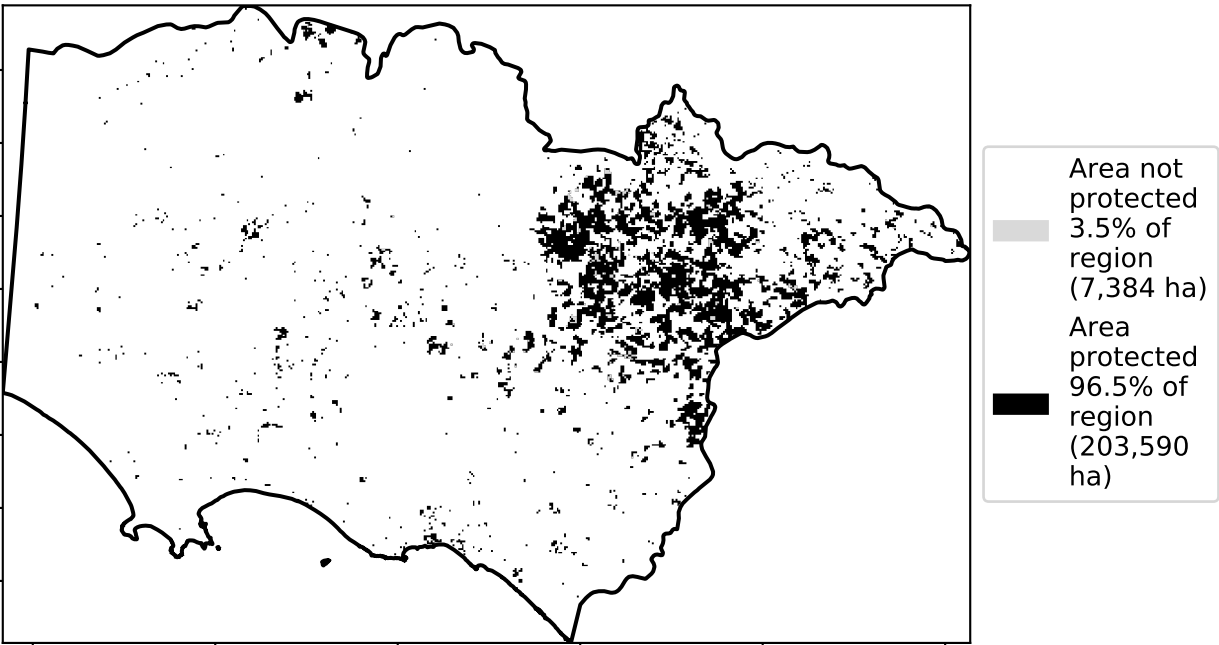 Area not
protected
3.5% of
region
(7,384 ha)
Area
protected
96.5% of
region
(203,590
ha)